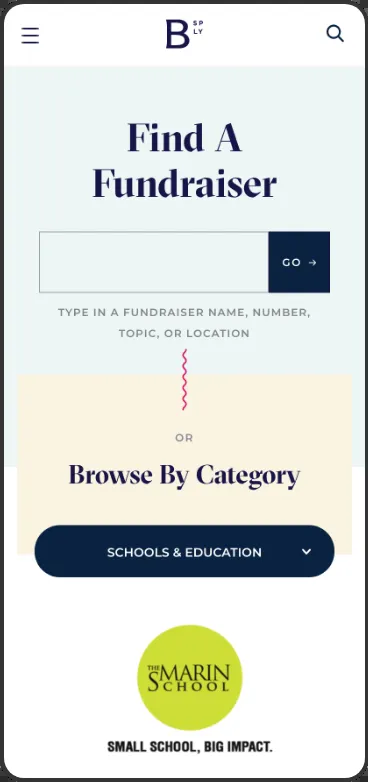 B SP
LY
Find A
Fundraiser
GO →
TYPE IN A FUNDRAISER NAME, NUMBER,
TOPIC, OR LOCATION
OR
Browse By Category
SCHOOLS & EDUCATION
THE
MARIN
SCHOOL
SMALL SCHOOL, BIG IMPACT.